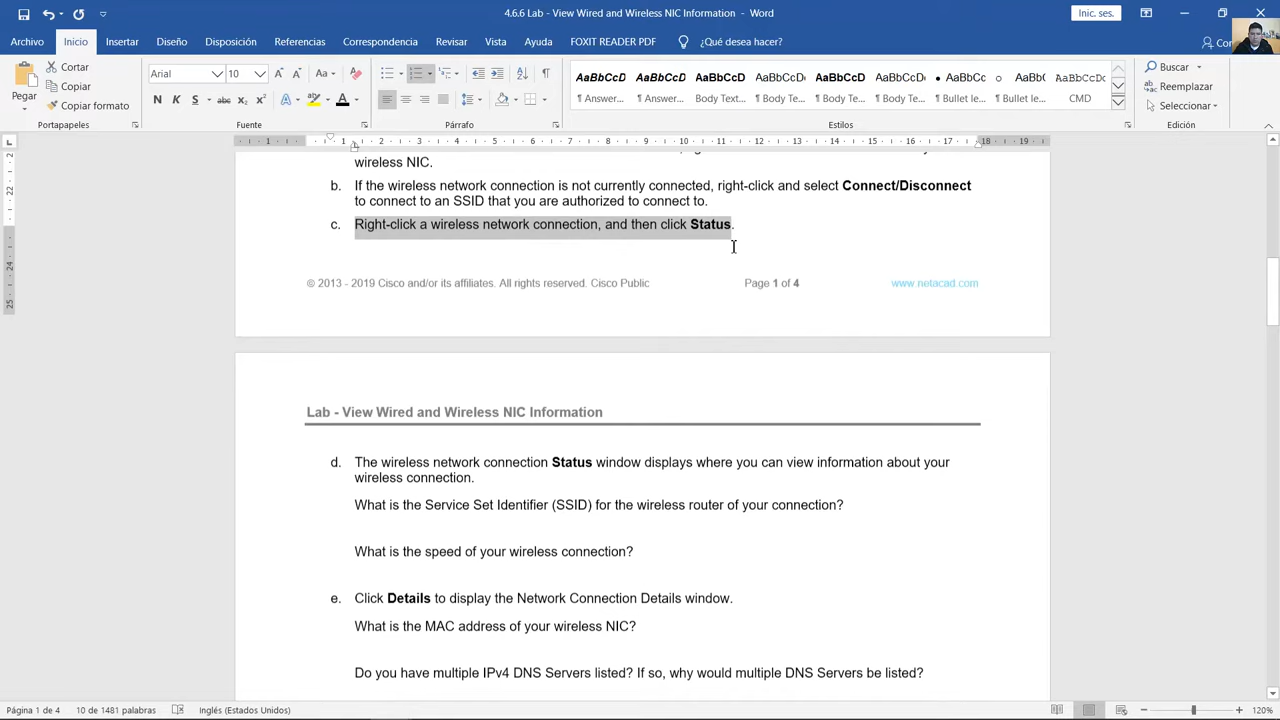 4.6.6 Lab - View Wired and Wireless NIC Information - Word
Inic. ses.
Archivo Inicio Insertar Diseño Disposición Referencias Correspondencia Revisar Vista Ayuda FOXIT READER PDF ¿Qué desea hacer?
Pegar
Cortar
Copiar
Copiar formato
Portapapeles
Arial 10
N K S abc x₂ x²
Fuente
Párrafo
AaBbCcD AaBbCcD AaBbCcD AaBbCcDc AaBbCcD AaBbCcD AaBbCc AaBbC AaBbCcDc
¶ Answer... ¶ Answer... Body Text... ¶ Body Te... ¶ Body Te... ¶ Body Te... ¶ Bullet le... ¶ Bullet le... CMD
Estilos
Buscar
Reemplazar
Seleccionar
Edición
wireless NIC.
b. If the wireless network connection is not currently connected, right-click and select Connect/Disconnect
to connect to an SSID that you are authorized to connect to.
c. Right-click a wireless network connection, and then click Status.
© 2013 - 2019 Cisco and/or its affiliates. All rights reserved. Cisco Public Page 1 of 4 www.netacad.com
Lab - View Wired and Wireless NIC Information
d. The wireless network connection Status window displays where you can view information about your
wireless connection.
What is the Service Set Identifier (SSID) for the wireless router of your connection?
What is the speed of your wireless connection?
e. Click Details to display the Network Connection Details window.
What is the MAC address of your wireless NIC?
Do you have multiple IPv4 DNS Servers listed? If so, why would multiple DNS Servers be listed?
Página 1 de 4 10 de 1481 palabras Inglés (Estados Unidos) 120%